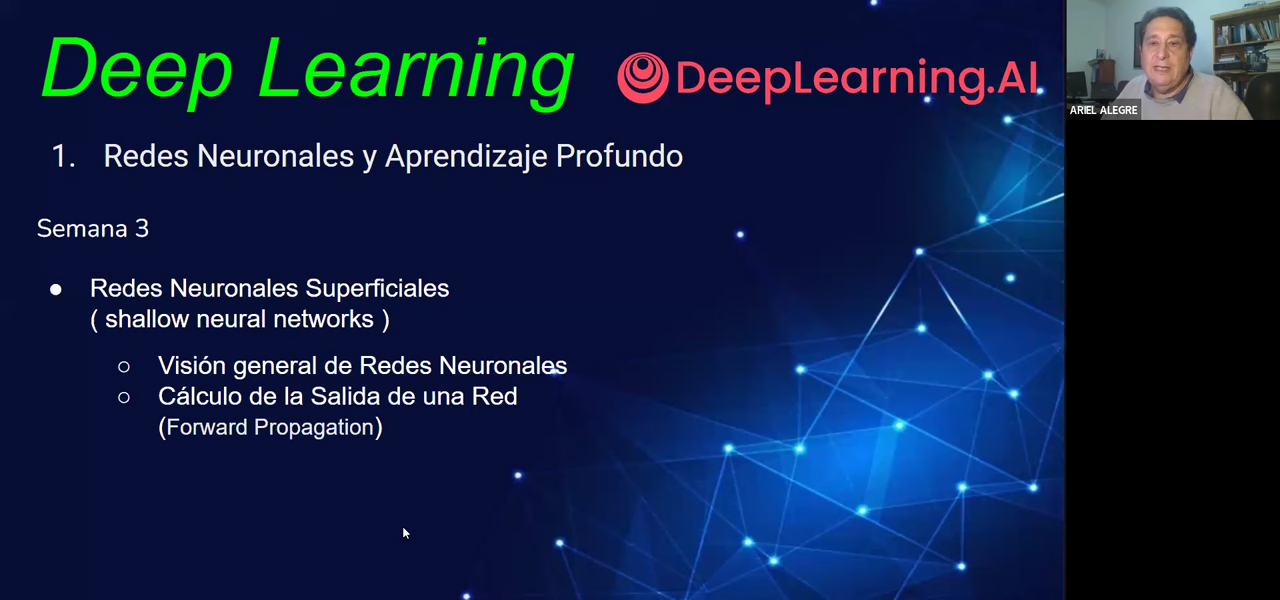 Deep Learning
DeepLearning.AI
1. Redes Neuronales y Aprendizaje Profundo
Semana 3
● Redes Neuronales Superficiales
( shallow neural networks )
○ Visión general de Redes Neuronales
○ Cálculo de la Salida de una Red
(Forward Propagation)
ARIEL ALEGRE